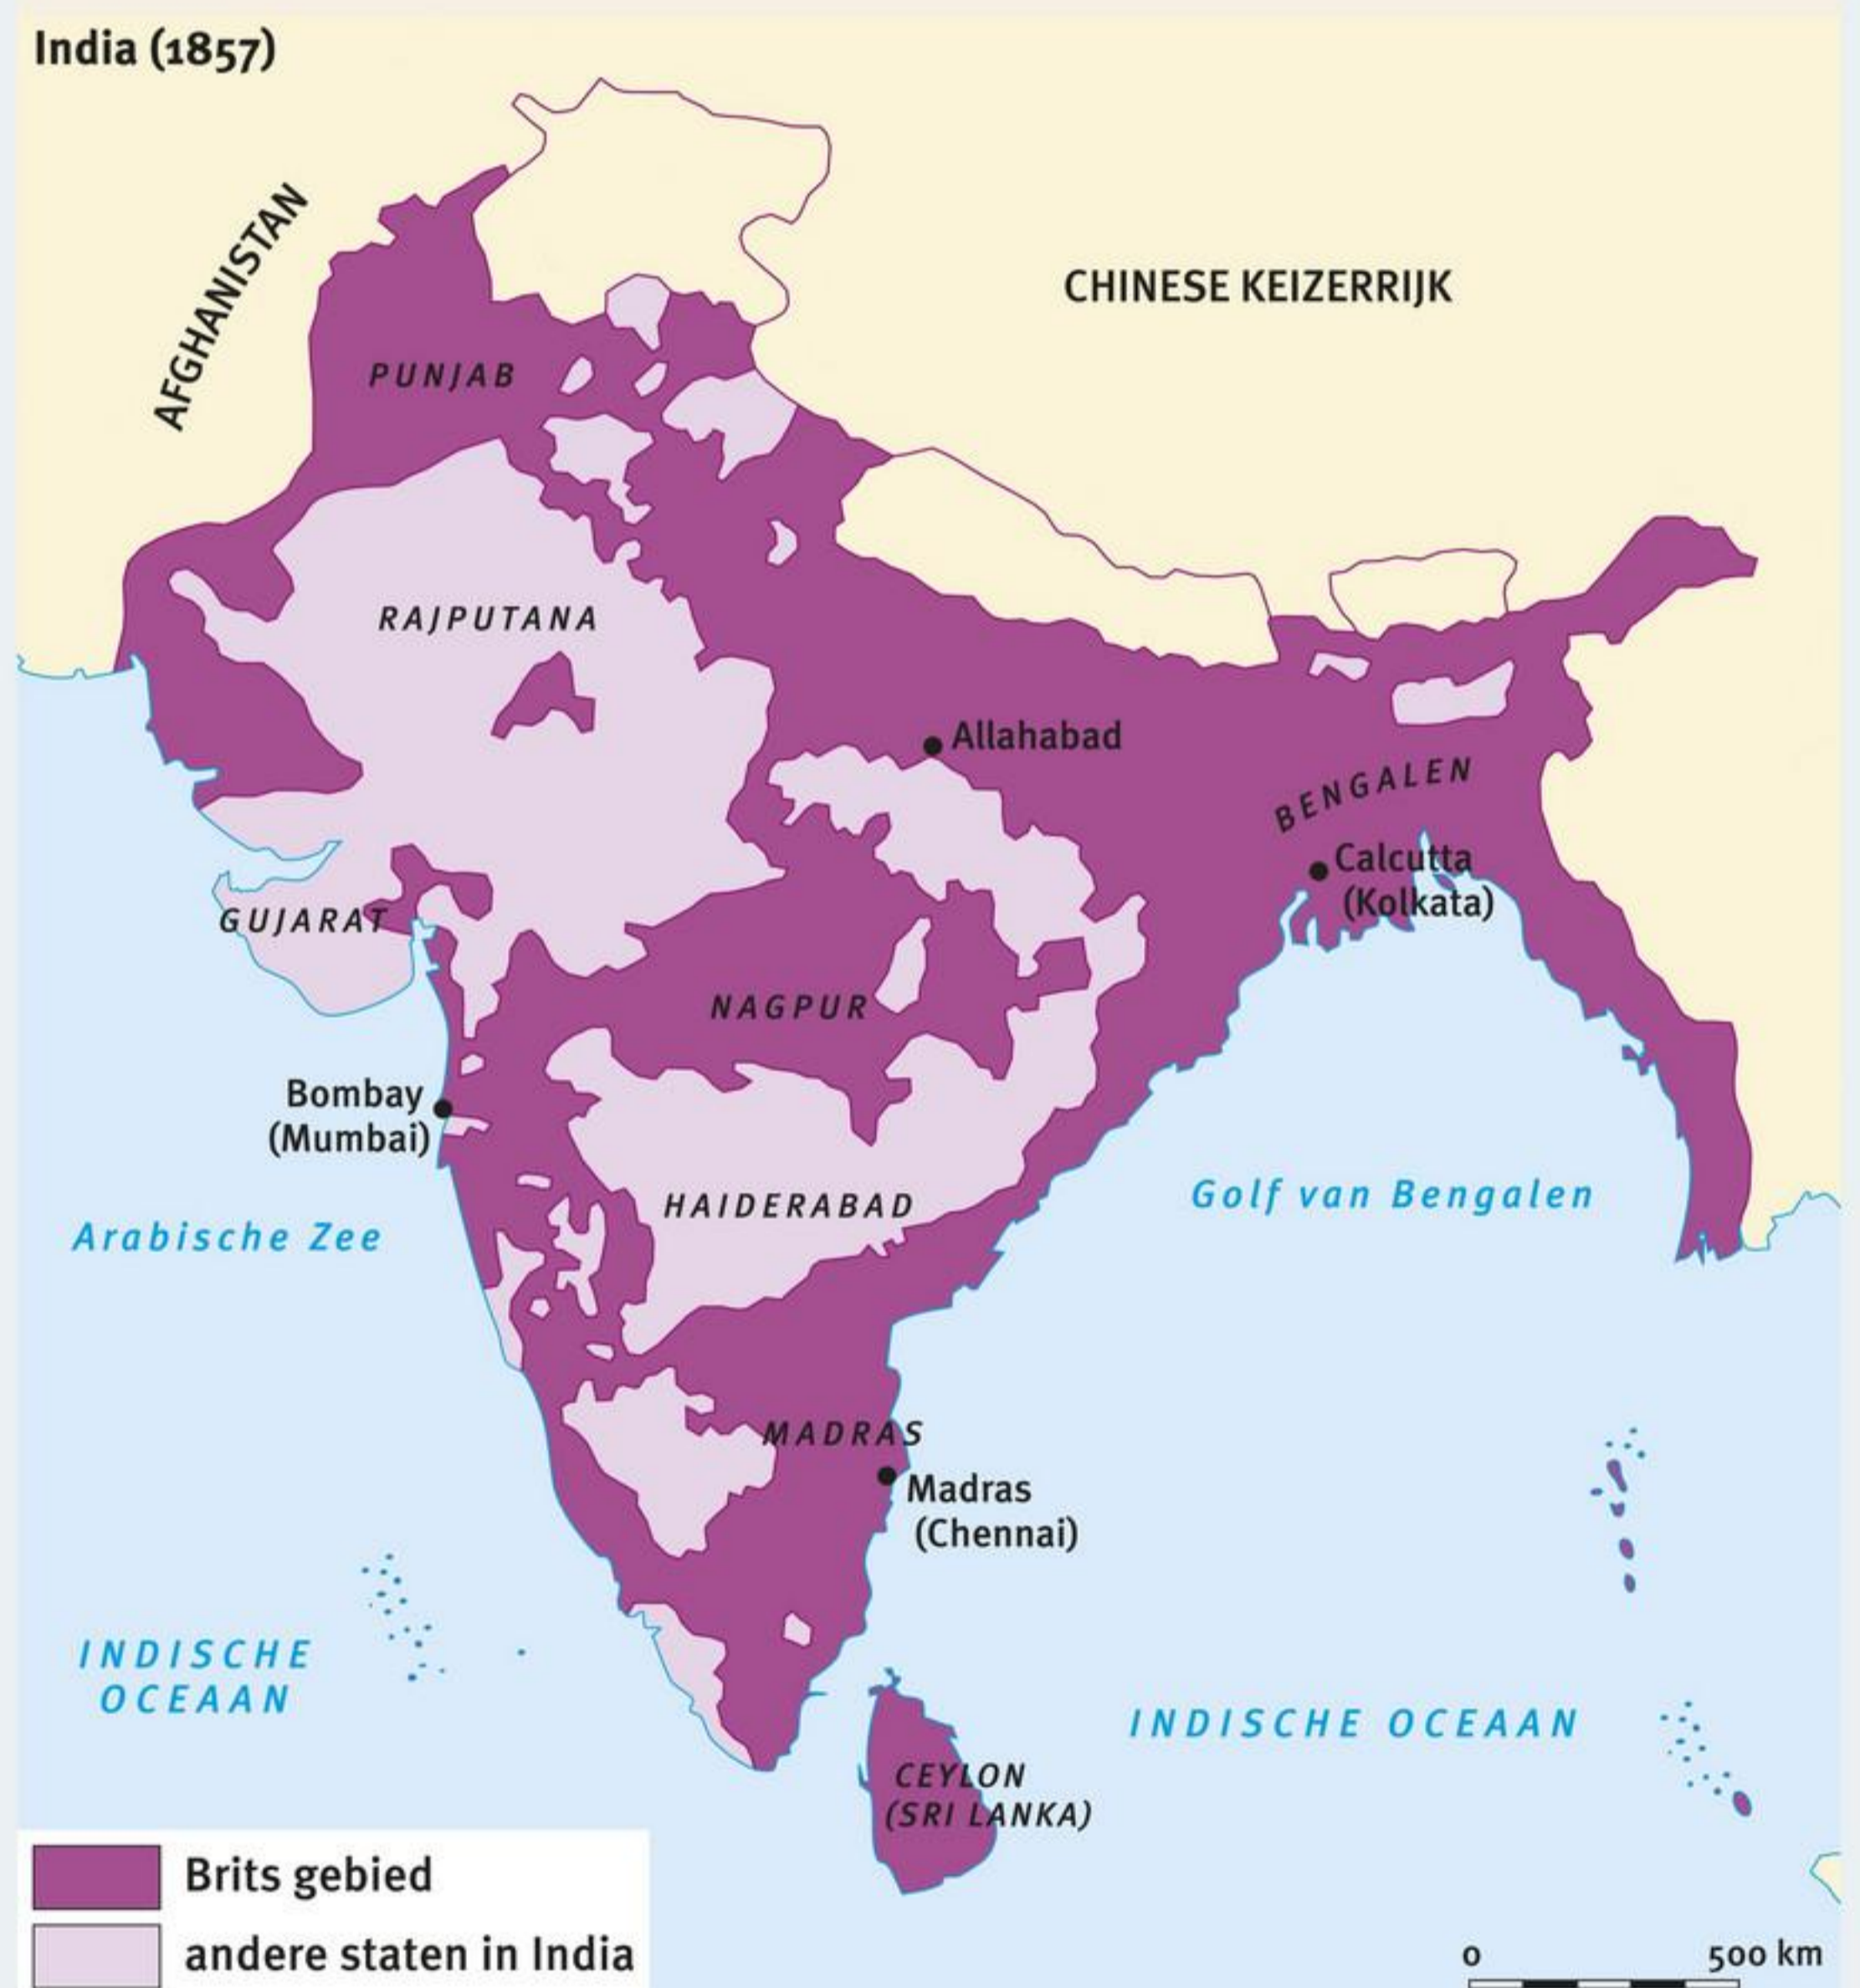 India (1857)
AFGHANISTAN
CHINESE KEIZERRIJK
PUNJAB
RAJPUTANA
Allahabad
BENGALEN
Calcutta
(Kolkata)
GUJARAT
NAGPUR
Bombay
(Mumbai)
HAIDERABAD
Golf van Bengalen
Arabische Zee
MADRAS
Madras
(Chennai)
INDISCHE
OCEAAN
INDISCHE OCEAAN
CEYLON
(SRI LANKA)
Brits gebied
andere staten in India
0 500 km